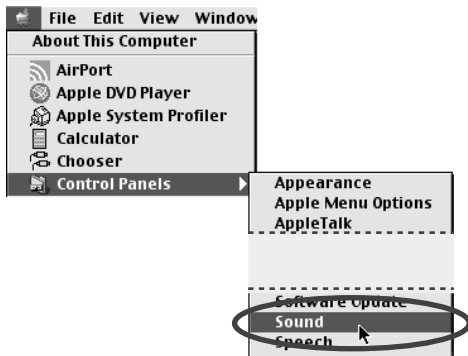 File Edit View Window
About This Computer
AirPort
Apple DVD Player
Apple System Profiler
Calculator
Chooser
Control Panels
Appearance
Apple Menu Options
AppleTalk
Software Update
Sound
Speech